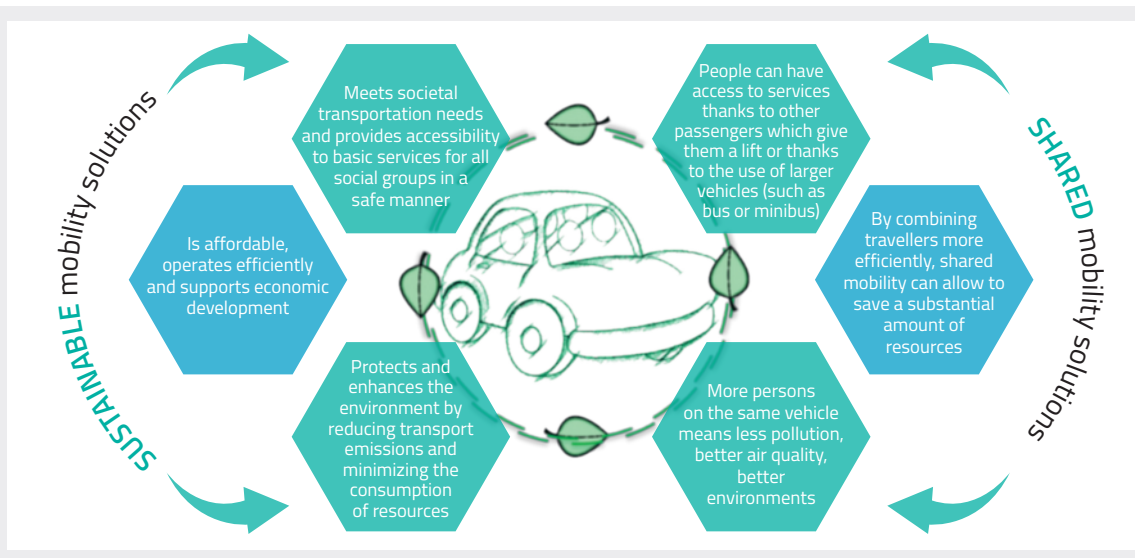 SUSTAINABLE mobility solutions
Meets societal
transportation needs
and provides accessibility
to basic services for all
social groups in a
safe manner
Is affordable,
operates efficiently
and supports economic
development
Protects and
enhances the
environment by
reducing transport
emissions and
minimizing the
consumption
of resources
People can have
access to services
thanks to other
passengers which give
them a lift or thanks
to the use of larger
vehicles (such as
bus or minibus)
By combining
travellers more
efficiently, shared
mobility can allow to
save a substantial
amount of
resources
More persons
on the same vehicle
means less pollution,
better air quality,
better
environments
SHARED mobility solutions